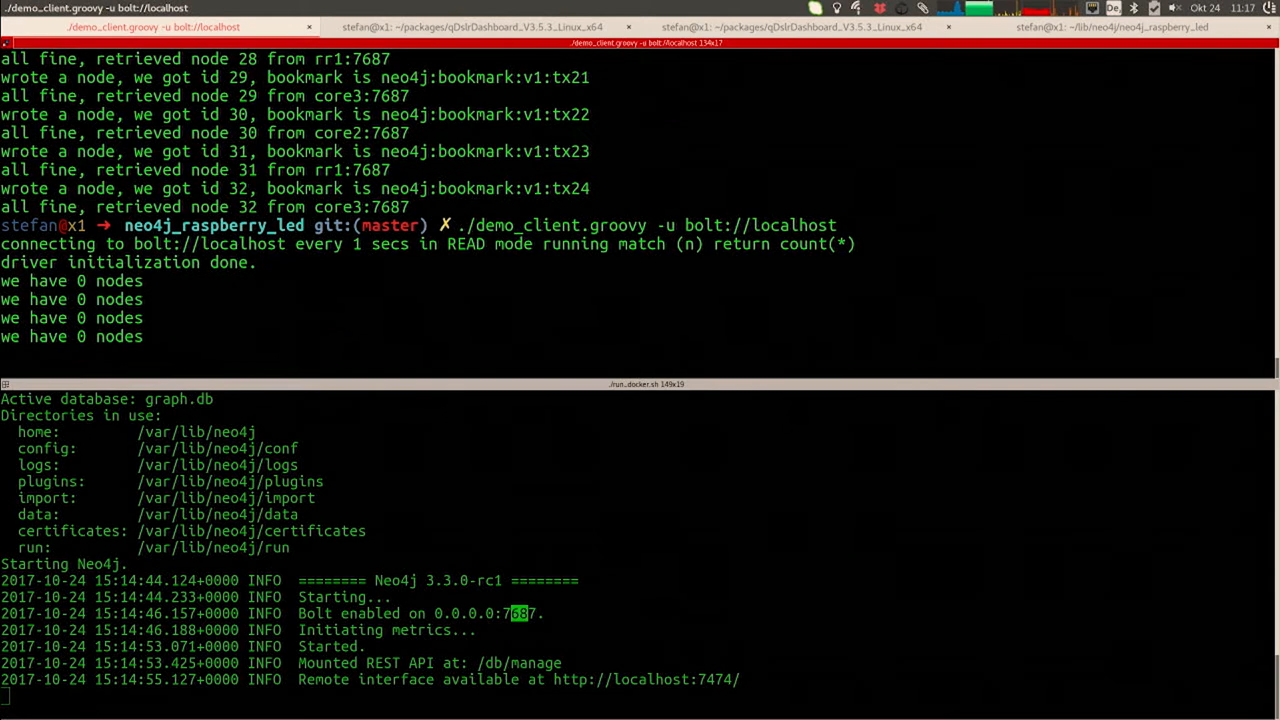 ./demo_client.groovy -u bolt://localhost
De
Okt 24
11:17
./demo_client.groovy -u bolt://localhost
stefan@x1: ~/packages/qDslrDashboard_V3.5.3_Linux_x64
stefan@x1: ~/packages/qDslrDashboard_V3.5.3_Linux_x64
stefan@x1: ~/lib/neo4j/neo4j_raspberry_led
./demo_client.groovy -u bolt://localhost 134x17
all fine, retrieved node 28 from rr1:7687
wrote a node, we got id 29, bookmark is neo4j:bookmark:v1:tx21
all fine, retrieved node 29 from core3:7687
wrote a node, we got id 30, bookmark is neo4j:bookmark:v1:tx22
all fine, retrieved node 30 from core2:7687
wrote a node, we got id 31, bookmark is neo4j:bookmark:v1:tx23
all fine, retrieved node 31 from rr1:7687
wrote a node, we got id 32, bookmark is neo4j:bookmark:v1:tx24
all fine, retrieved node 32 from core3:7687
stefan@x1 ➜ neo4j_raspberry_led git:(master) ✗ ./demo_client.groovy -u bolt://localhost
connecting to bolt://localhost every 1 secs in READ mode running match (n) return count(*)
driver initialization done.
we have 0 nodes
we have 0 nodes
we have 0 nodes
we have 0 nodes
./run_docker.sh 149x19
Active database: graph.db
Directories in use:
home: /var/lib/neo4j
config: /var/lib/neo4j/conf
logs: /var/lib/neo4j/logs
plugins: /var/lib/neo4j/plugins
import: /var/lib/neo4j/import
data: /var/lib/neo4j/data
certificates: /var/lib/neo4j/certificates
run: /var/lib/neo4j/run
Starting Neo4j.
2017-10-24 15:14:44.124+0000 INFO ======== Neo4j 3.3.0-rc1 ========
2017-10-24 15:14:44.233+0000 INFO Starting...
2017-10-24 15:14:46.157+0000 INFO Bolt enabled on 0.0.0.0:7687.
2017-10-24 15:14:46.188+0000 INFO Initiating metrics...
2017-10-24 15:14:53.071+0000 INFO Started.
2017-10-24 15:14:53.425+0000 INFO Mounted REST API at: /db/manage
2017-10-24 15:14:55.127+0000 INFO Remote interface available at http://localhost:7474/